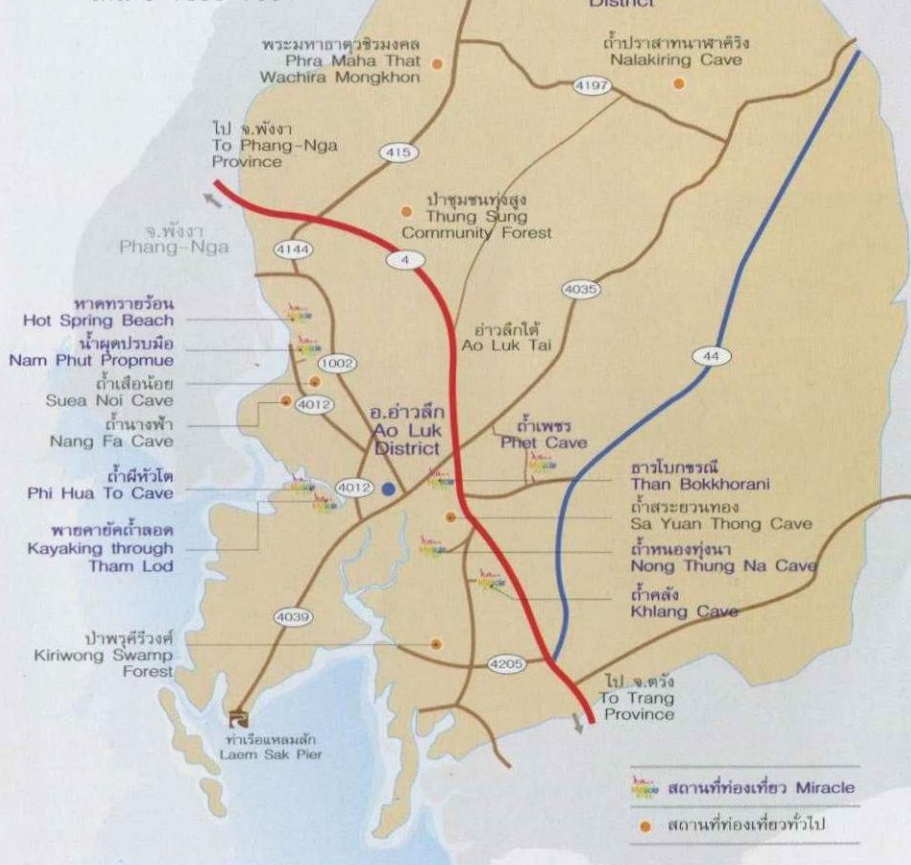 District
พระมหาธาตุวชิรมงคล
Phra Maha That
Wachira Mongkhon
ถ้ำปราสาทนาฬาคิริง
Nalakiring Cave
4197
ไป จ.พังงา
To Phang-Nga
Province
415
ป่าชุมชนทุ่งสูง
Thung Sung
Community Forest
จ.พังงา
Phang-Nga
4144
4
4035
หาดทรายร้อน
Hot Spring Beach
อ่าวลึกใต้
Ao Luk Tai
น้ำผุดปรบมือ
Nam Phut Propmue
44
1002
ถ้ำเสือน้อย
Suea Noi Cave
4012
ถ้ำนางฟ้า
Nang Fa Cave
อ.อ่าวลึก
Ao Luk
District
ถ้ำเพชร
Phet Cave
ถ้ำผีหัวโต
Phi Hua To Cave
4012
ธารโบกขรณี
Than Bokkhorani
ถ้ำสระยวนทอง
Sa Yuan Thong Cave
พายคายัคถ้ำลอด
Kayaking through
Tham Lod
ถ้ำหนองทุ่งนา
Nong Thung Na Cave
ถ้ำคลัง
Khlang Cave
4039
ป่าพรุคีรีวงศ์
Kiriwong Swamp
Forest
4205
ไป จ.ตรัง
To Trang
Province
ท่าเรือแหลมสัก
Laem Sak Pier
สถานที่ท่องเที่ยว Miracle
สถานที่ท่องเที่ยวทั่วไป